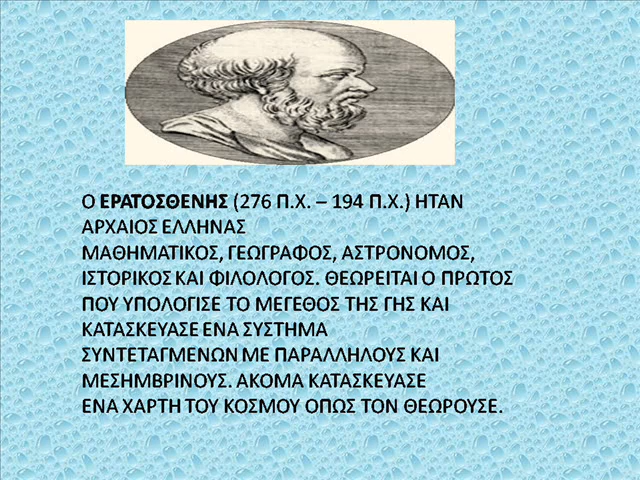 Ο ΕΡΑΤΟΣΘΕΝΗΣ (276 Π.Χ. – 194 Π.Χ.) ΗΤΑΝ
ΑΡΧΑΙΟΣ ΕΛΛΗΝΑΣ
ΜΑΘΗΜΑΤΙΚΟΣ, ΓΕΩΓΡΑΦΟΣ, ΑΣΤΡΟΝΟΜΟΣ,
ΙΣΤΟΡΙΚΟΣ ΚΑΙ ΦΙΛΟΛΟΓΟΣ. ΘΕΩΡΕΙΤΑΙ Ο ΠΡΩΤΟΣ
ΠΟΥ ΥΠΟΛΟΓΙΣΕ ΤΟ ΜΕΓΕΘΟΣ ΤΗΣ ΓΗΣ ΚΑΙ
ΚΑΤΑΣΚΕΥΑΣΕ ΕΝΑ ΣΥΣΤΗΜΑ
ΣΥΝΤΕΤΑΓΜΕΝΩΝ ΜΕ ΠΑΡΑΛΛΗΛΟΥΣ ΚΑΙ
ΜΕΣΗΜΒΡΙΝΟΥΣ. ΑΚΟΜΑ ΚΑΤΑΣΚΕΥΑΣΕ
ΕΝΑ ΧΑΡΤΗ ΤΟΥ ΚΟΣΜΟΥ ΟΠΩΣ ΤΟΝ ΘΕΩΡΟΥΣΕ.